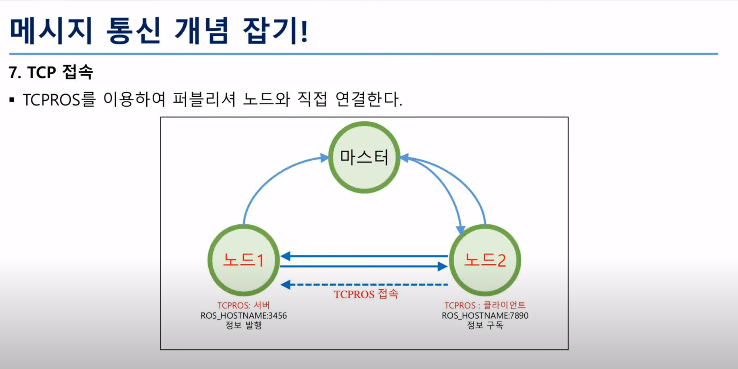 메시지 통신 개념 잡기!
7. TCP 접속
▪ TCPROS를 이용하여 퍼블리셔 노드와 직접 연결한다.
마스터
노드1
노드2
TCPROS 접속
TCPROS: 서버
ROS_HOSTNAME:3456
정보 발행
TCPROS : 클라이언트
ROS_HOSTNAME:7890
정보 구독